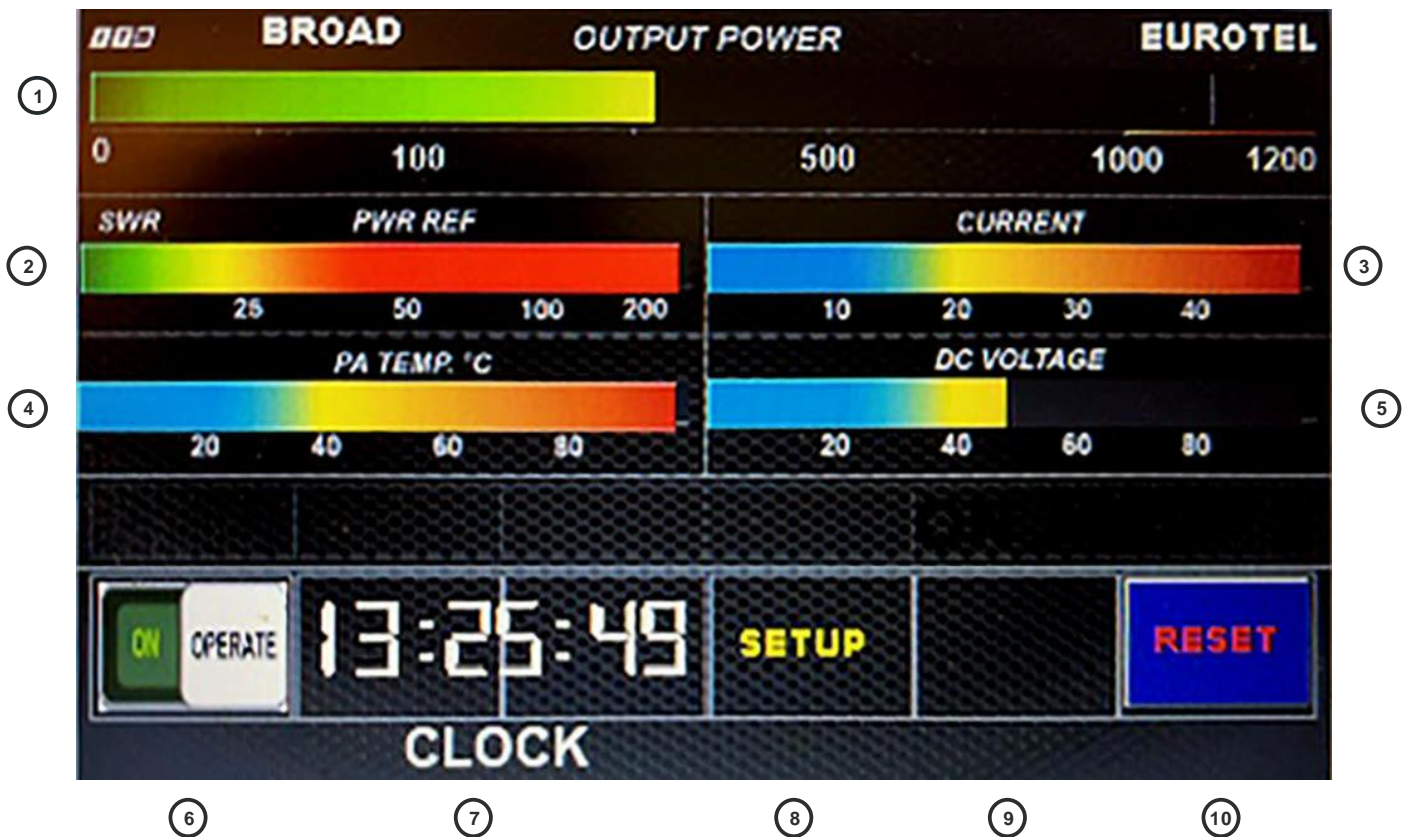 BROAD OUTPUT POWER EUROTEL
1
0 100 500 1000 1200
SWR PWR REF CURRENT
2 3
25 50 100 200 10 20 30 40
PA TEMP. °C DC VOLTAGE
4 5
20 40 60 80 20 40 60 80
ON OPERATE 13:25:49 SETUP RESET
CLOCK
6 7 8 9 10